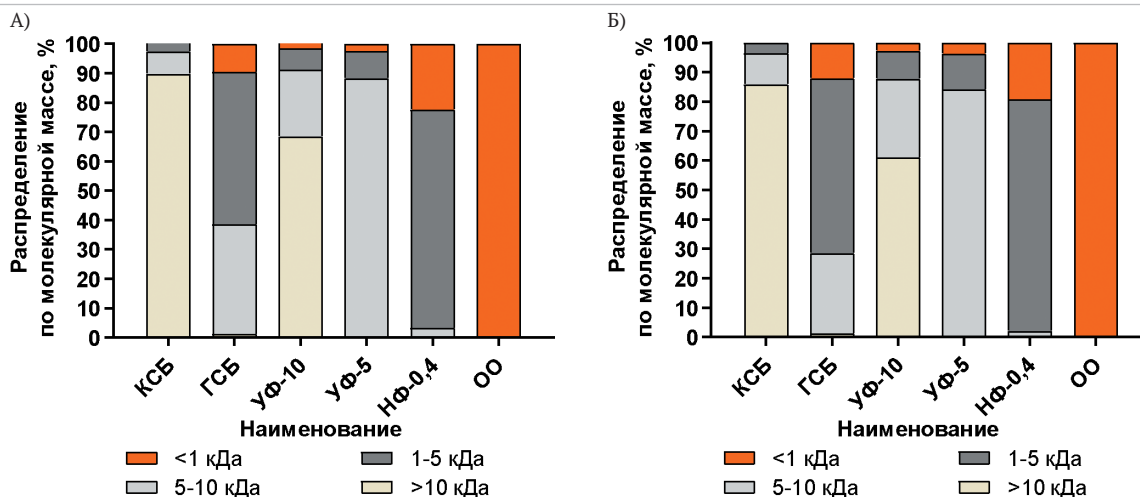 А)
Распределение
по молекулярной массе, %
100
90
80
70
60
50
40
30
20
10
0
КСБ
ГСБ
УФ-10
УФ-5
НФ-0,4
ОО
Наименование
<1 кДа
1-5 кДа
5-10 кДа
>10 кДа
Б)
Распределение
по молекулярной массе, %
100
90
80
70
60
50
40
30
20
10
0
КСБ
ГСБ
УФ-10
УФ-5
НФ-0,4
ОО
Наименование
<1 кДа
1-5 кДа
5-10 кДа
>10 кДа